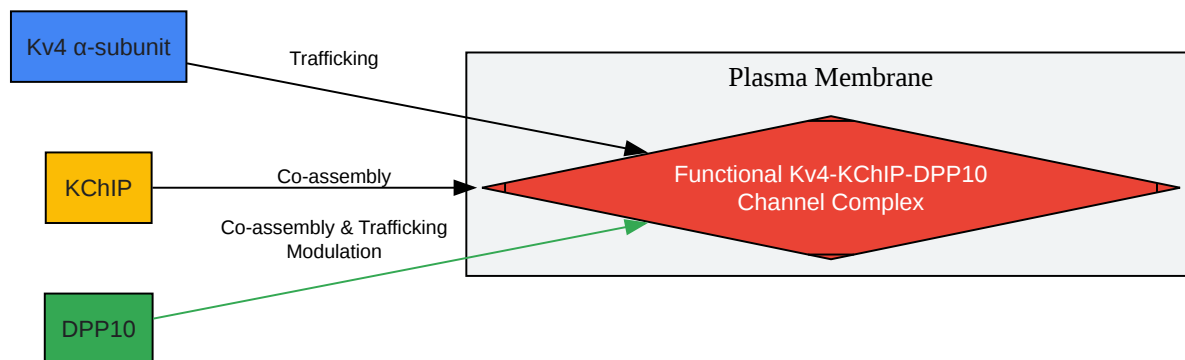 Kv4 α-subunit
Trafficking
Plasma Membrane
KChIP
Co-assembly
Functional Kv4-KChIP-DPP10
Channel Complex
Co-assembly & Trafficking
Modulation
DPP10